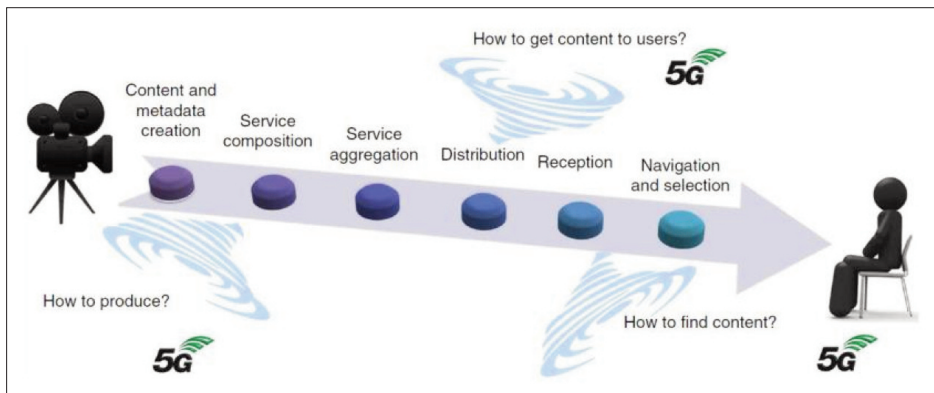 How to get content to users?
5G
Content and
metadata
creation
Service
composition
Service
aggregation
Distribution
Reception
Navigation
and selection
How to produce?
5G
How to find content?
5G